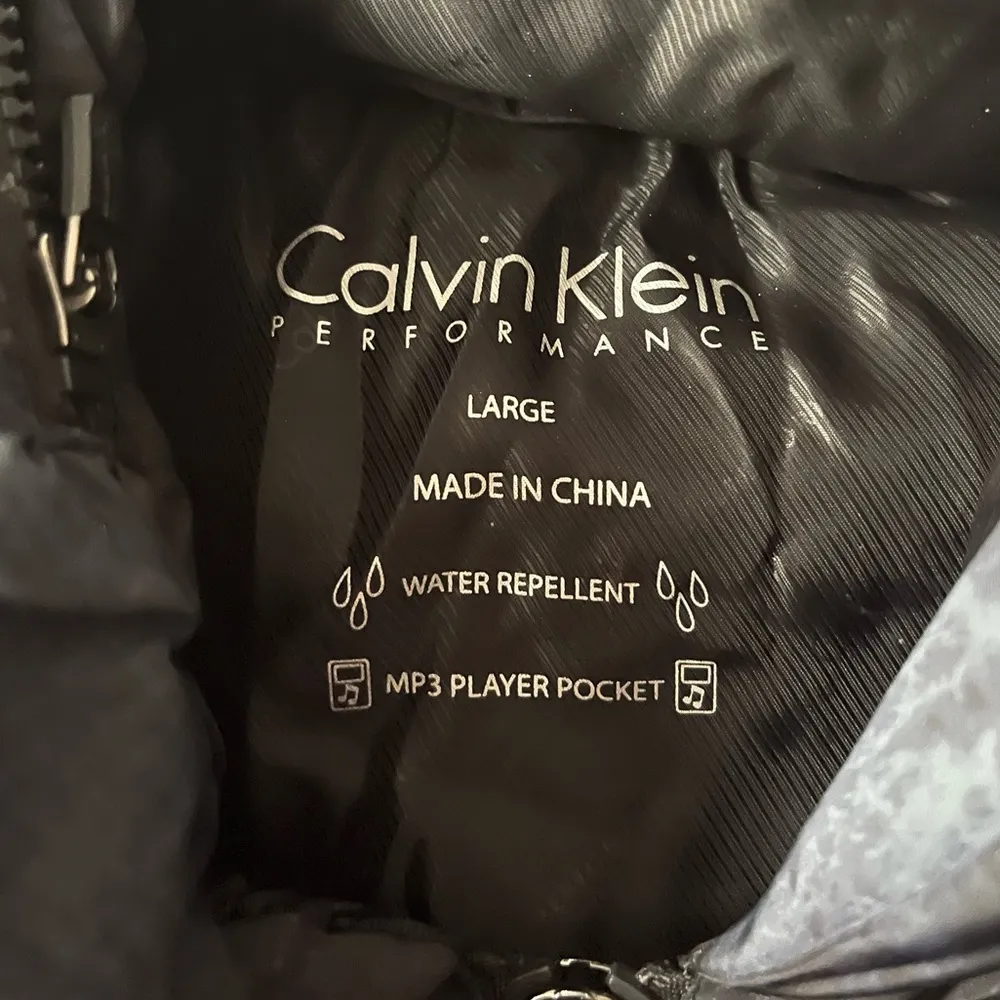 Calvin Klein
PERFORMANCE
LARGE
MADE IN CHINA
WATER REPELLENT
MP3 PLAYER POCKET